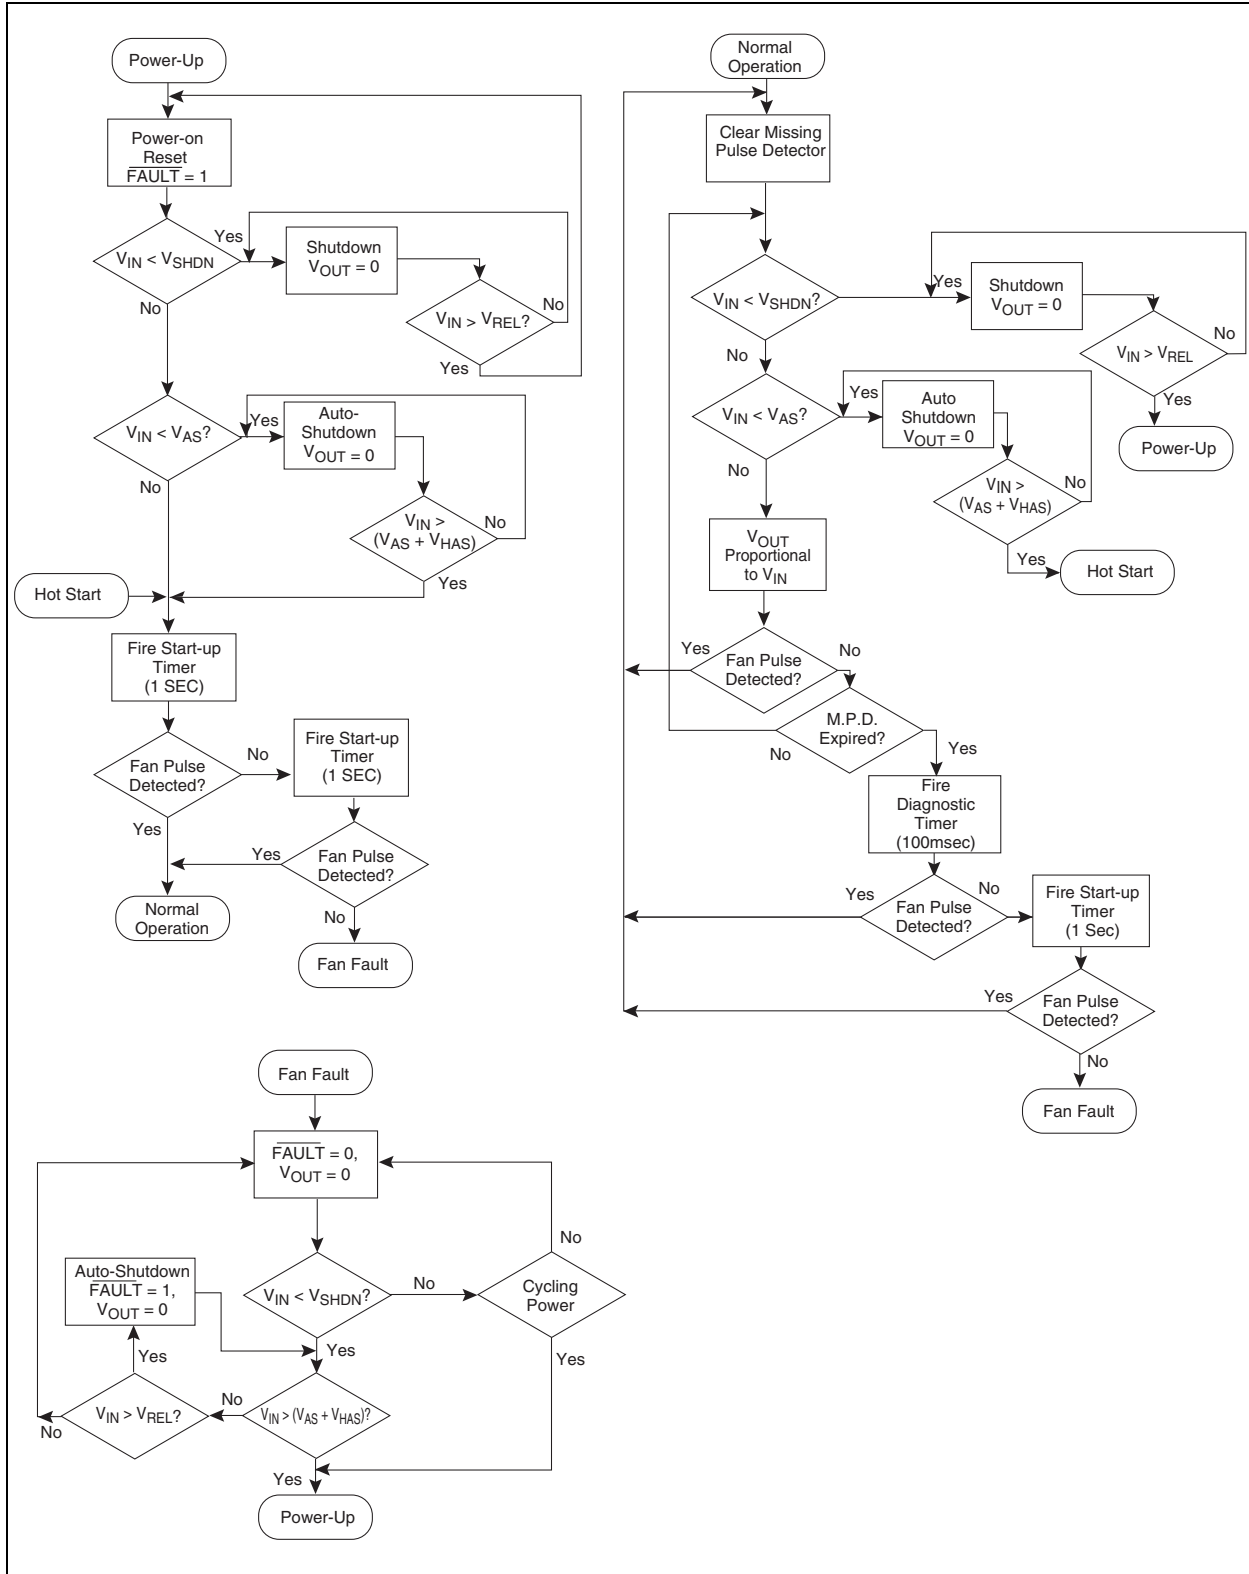 Power-Up
Power-on
Reset
FAULT = 1
Yes
VIN < VSHDN
Shutdown
VOUT = 0
No
VIN > VREL?
No
Yes
VIN < VAS?
Yes
Auto-
Shutdown
VOUT = 0
No
VIN >
(VAS + VHAS)
No
Yes
Hot Start
Fire Start-up
Timer
(1 SEC)
Fan Pulse
Detected?
No
Fire Start-up
Timer
(1 SEC)
Yes
Yes
Fan Pulse
Detected?
Normal
Operation
No
Fan Fault
Normal
Operation
Clear Missing
Pulse Detector
VIN < VSHDN?
Yes
Shutdown
VOUT = 0
No
VIN > VREL
No
Yes
Power-Up
VIN < VAS?
Yes
Auto
Shutdown
VOUT = 0
No
VIN >
(VAS + VHAS)
No
Yes
Hot Start
VOUT
Proportional
to VIN
Yes
Fan Pulse
Detected?
No
M.P.D.
Expired?
No
Yes
Fire
Diagnostic
Timer
(100msec)
Yes
Fan Pulse
Detected?
No
Fire Start-up
Timer
(1 Sec)
Yes
Fan Pulse
Detected?
No
Fan Fault
Fan Fault
FAULT = 0,
VOUT = 0
No
Auto-Shutdown
FAULT = 1,
VOUT = 0
VIN < VSHDN?
No
Cycling
Power
Yes
Yes
Yes
VIN > VREL?
No
No
VIN > (VAS + VHAS)?
Yes
Power-Up